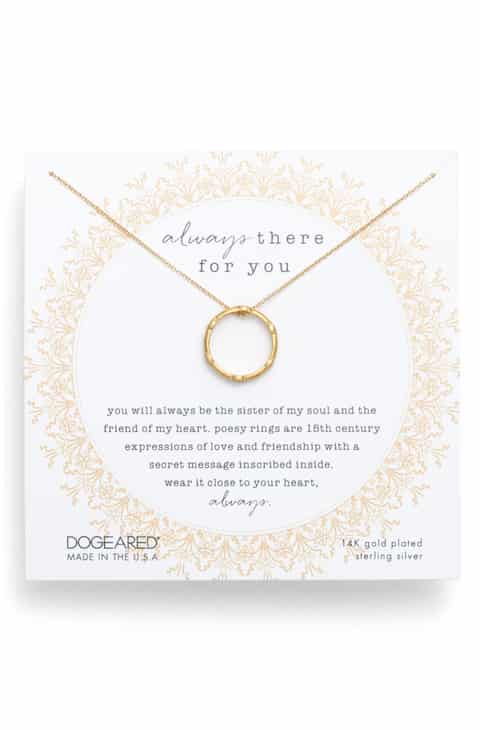 always there
for you
you will always be the sister of my soul and the
friend of my heart. poesy rings are 15th century
expressions of love and friendship with a
secret message inscribed inside.
wear it close to your heart,
always.
DOGEARED®
MADE IN THE U.S.A
14K gold plated
sterling silver